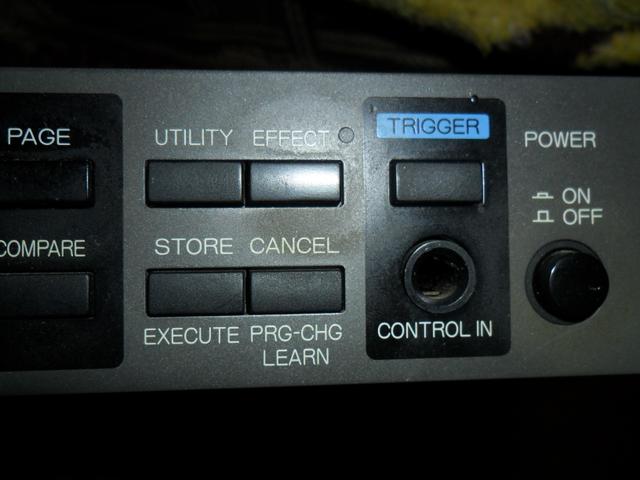 PAGE
UTILITY
EFFECT
TRIGGER
POWER
ON
OFF
COMPARE
STORE
CANCEL
EXECUTE
PRG-CHG
LEARN
CONTROL IN